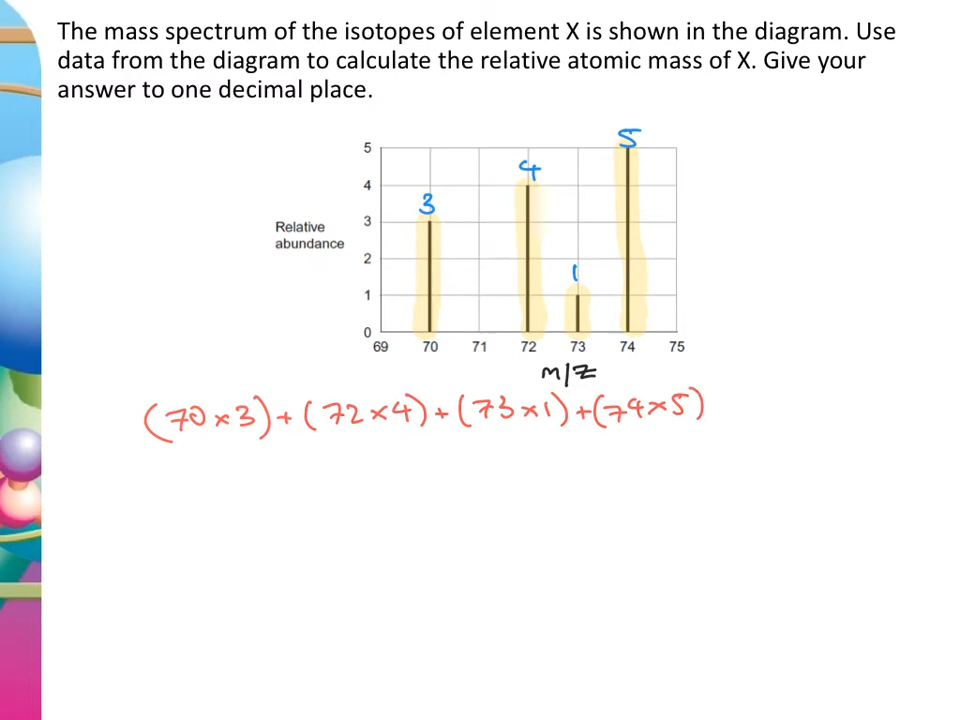 The mass spectrum of the isotopes of element X is shown in the diagram. Use
data from the diagram to calculate the relative atomic mass of X. Give your
answer to one decimal place.
5
5
4
4
3
3
Relative
abundance
2
1
1
0
69 70 71 72 73 74 75
m/z
(70 × 3) + (72 × 4) + (73 × 1) + (74 × 5)